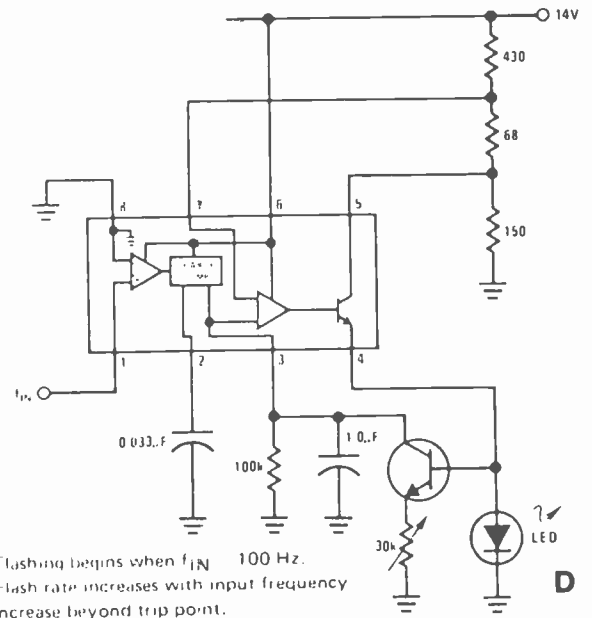 14V
430
68
8 7 6 5
150
1 2 3 4
fIN
0.033µF
100k
1.0µF
30k
LED
D
Flashing begins when fIN 100 Hz.
Flash rate increases with input frequency
increase beyond trip point.